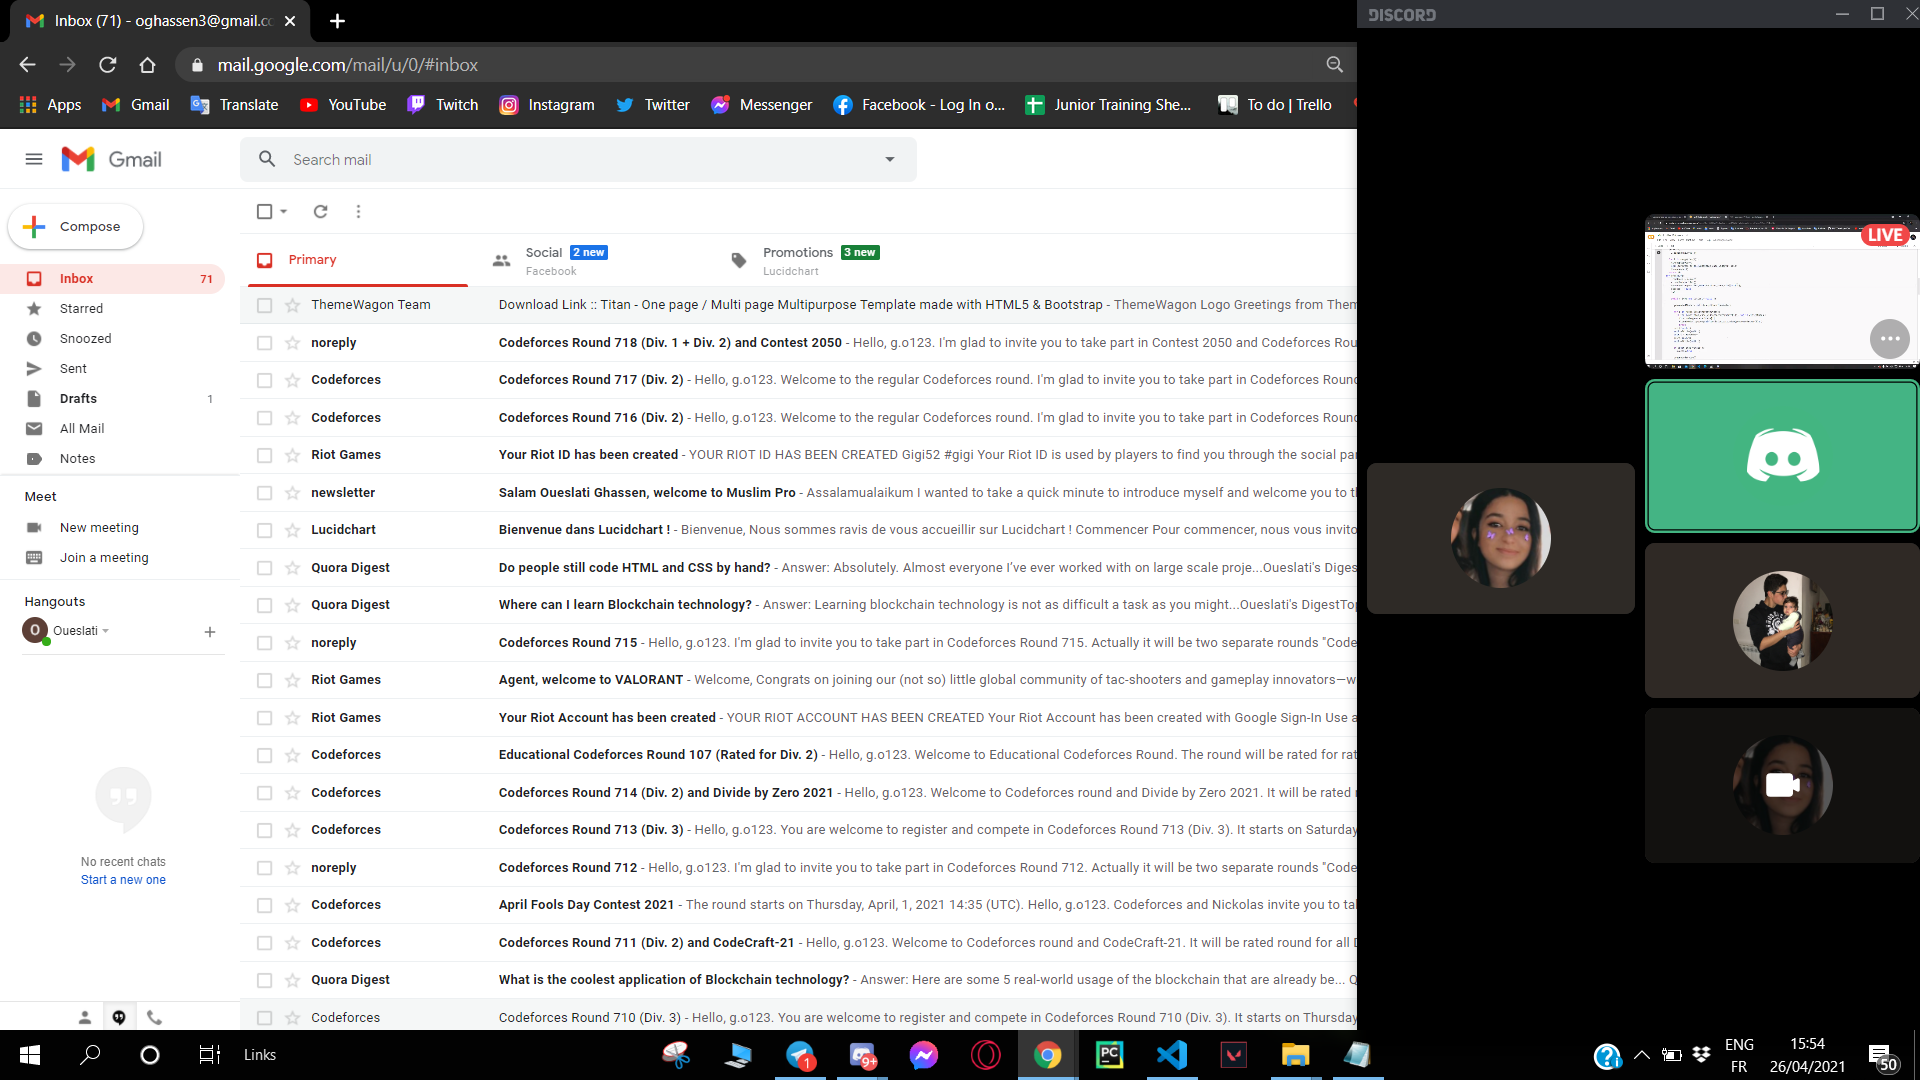 Inbox (71) - oghassen3@gmail.co
DISCORD
mail.google.com/mail/u/0/#inbox
Apps
Gmail
Translate
YouTube
Twitch
Instagram
Twitter
Messenger
Facebook - Log In o...
Junior Training She...
To do | Trello
Gmail
Search mail
Compose
Inbox 71
Starred
Snoozed
Sent
Drafts 1
All Mail
Notes
Meet
New meeting
Join a meeting
Hangouts
O Oueslati
No recent chats
Start a new one
Primary
Social 2 new
Facebook
Promotions 3 new
Lucidchart
ThemeWagon Team Download Link :: Titan - One page / Multi page Multipurpose Template made with HTML5 & Bootstrap - ThemeWagon Logo Greetings from Them
noreply Codeforces Round 718 (Div. 1 + Div. 2) and Contest 2050 - Hello, g.o123. I'm glad to invite you to take part in Contest 2050 and Codeforces Rou
Codeforces Codeforces Round 717 (Div. 2) - Hello, g.o123. Welcome to the regular Codeforces round. I'm glad to invite you to take part in Codeforces Round
Codeforces Codeforces Round 716 (Div. 2) - Hello, g.o123. Welcome to the regular Codeforces round. I'm glad to invite you to take part in Codeforces Round
Riot Games Your Riot ID has been created - YOUR RIOT ID HAS BEEN CREATED Gigi52 #gigi Your Riot ID is used by players to find you through the social pa
newsletter Salam Oueslati Ghassen, welcome to Muslim Pro - Assalamualaikum I wanted to take a quick minute to introduce myself and welcome you to t
Lucidchart Bienvenue dans Lucidchart ! - Bienvenue, Nous sommes ravis de vous accueillir sur Lucidchart ! Commencer Pour commencer, nous vous invito
Quora Digest Do people still code HTML and CSS by hand? - Answer: Absolutely. Almost everyone I've ever worked with on large scale proje...Oueslati's Diges
Quora Digest Where can I learn Blockchain technology? - Answer: Learning blockchain technology is not as difficult a task as you might...Oueslati's DigestTop
noreply Codeforces Round 715 - Hello, g.o123. I'm glad to invite you to take part in Codeforces Round 715. Actually it will be two separate rounds "Code
Riot Games Agent, welcome to VALORANT - Welcome, Congrats on joining our (not so) little global community of tac-shooters and gameplay innovators—w
Riot Games Your Riot Account has been created - YOUR RIOT ACCOUNT HAS BEEN CREATED Your Riot Account has been created with Google Sign-In Use a
Codeforces Educational Codeforces Round 107 (Rated for Div. 2) - Hello, g.o123. Welcome to Educational Codeforces Round. The round will be rated for rat
Codeforces Codeforces Round 714 (Div. 2) and Divide by Zero 2021 - Hello, g.o123. Welcome to Codeforces round and Divide by Zero 2021. It will be rated
Codeforces Codeforces Round 713 (Div. 3) - Hello, g.o123. You are welcome to register and compete in Codeforces Round 713 (Div. 3). It starts on Saturday
noreply Codeforces Round 712 - Hello, g.o123. I'm glad to invite you to take part in Codeforces Round 712. Actually it will be two separate rounds "Code
Codeforces April Fools Day Contest 2021 - The round starts on Thursday, April, 1, 2021 14:35 (UTC). Hello, g.o123. Codeforces and Nickolas invite you to ta
Codeforces Codeforces Round 711 (Div. 2) and CodeCraft-21 - Hello, g.o123. Welcome to Codeforces round and CodeCraft-21. It will be rated round for all D
Quora Digest What is the coolest application of Blockchain technology? - Answer: Here are some 5 real-world usage of the blockchain that are already be... Q
Codeforces Codeforces Round 710 (Div. 3) - Hello, g.o123. You are welcome to register and compete in Codeforces Round 710 (Div. 3). It starts on Thursday
LIVE
Links
1
9+
PC
ENG
FR
15:54
26/04/2021
50